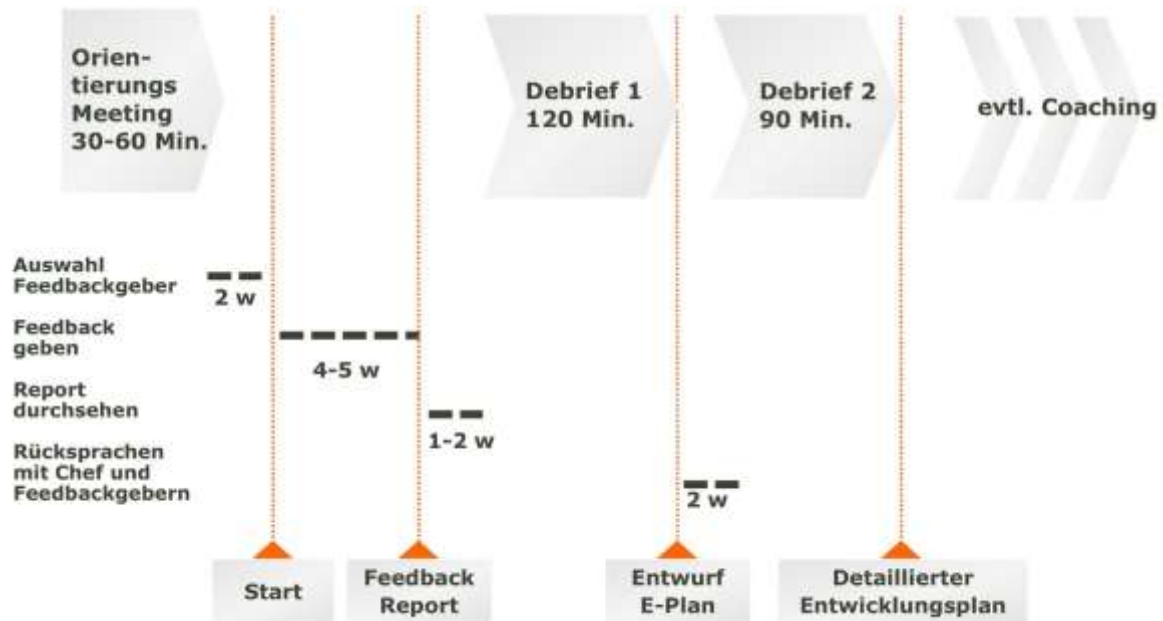 Orien-
tierungs
Meeting
30-60 Min.
Debrief 1
120 Min.
Debrief 2
90 Min.
evtl. Coaching
Auswahl
Feedbackgeber
2 w
Feedback
geben
4-5 w
Report
durchsehen
1-2 w
Rücksprachen
mit Chef und
Feedbackgebern
2 w
Start
Feedback
Report
Entwurf
E-Plan
Detaillierter
Entwicklungsplan